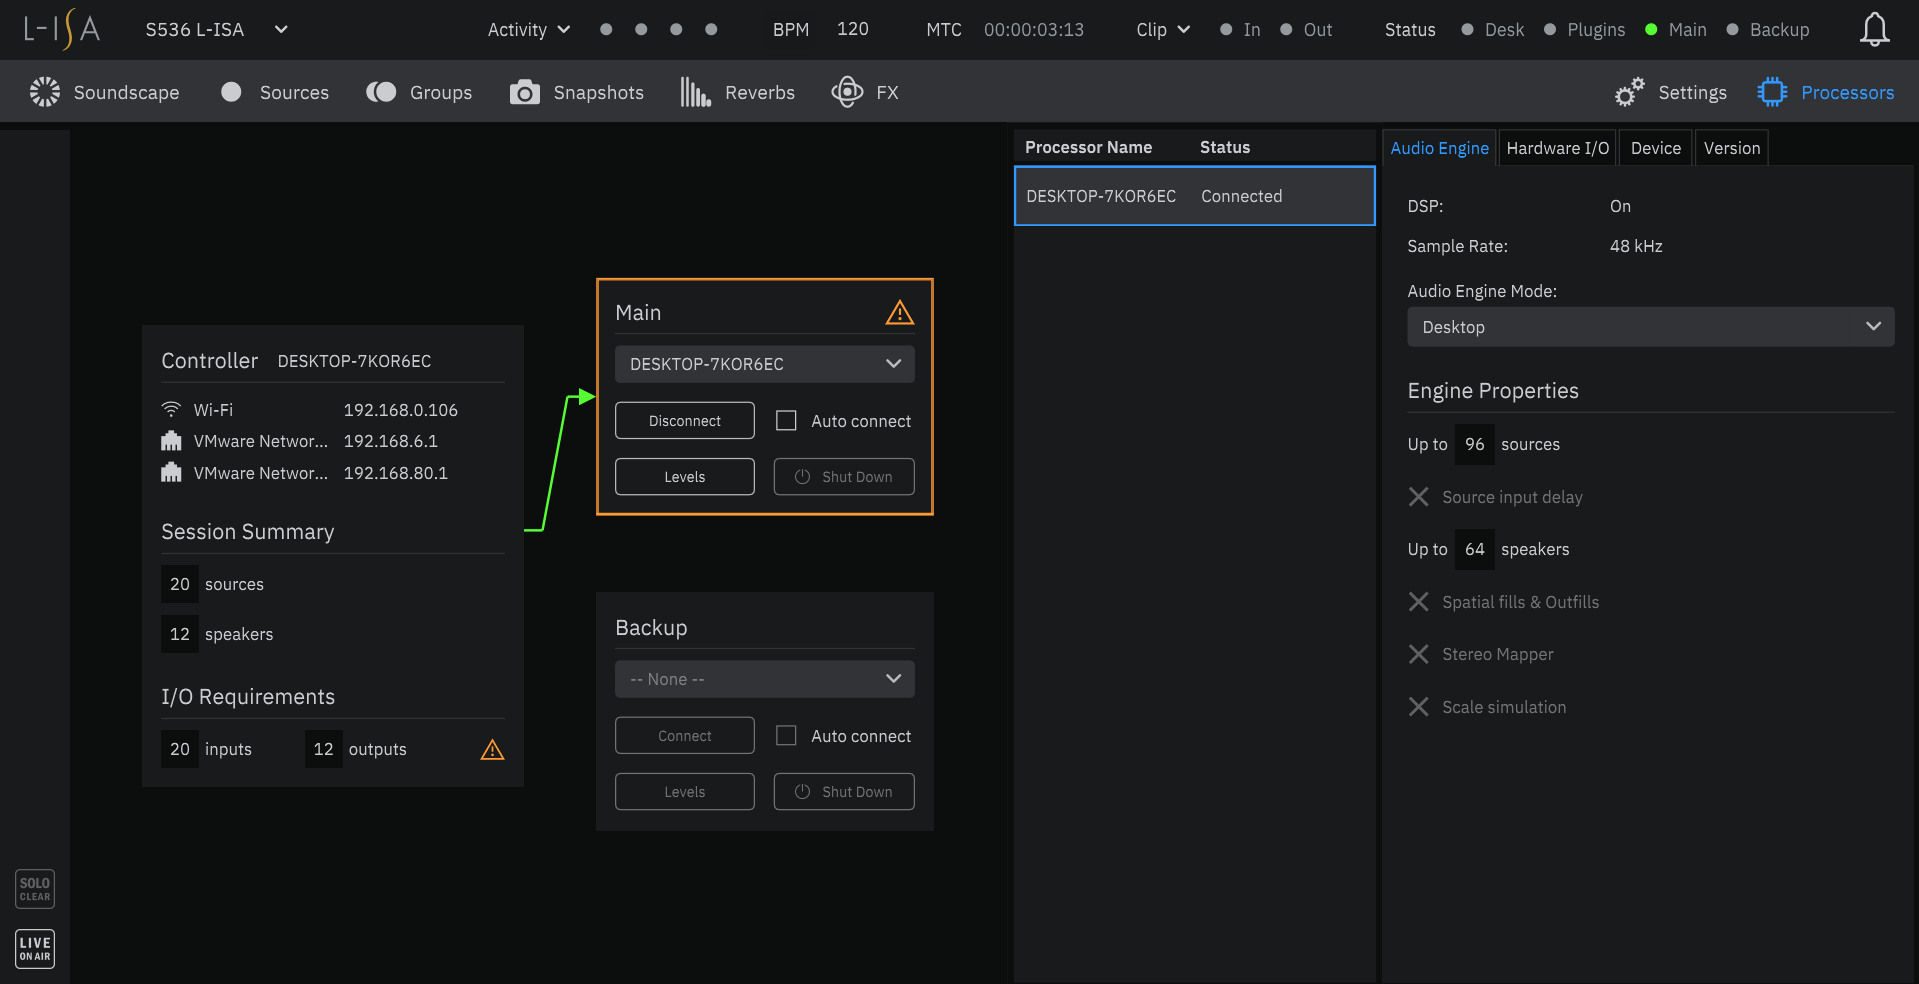 L-ISA S536 L-ISA Activity BPM 120 MTC 00:00:03:13 Clip In Out Status Desk Plugins Main Backup
Soundscape Sources Groups Snapshots Reverbs FX Settings Processors
Controller DESKTOP-7KOR6EC
Wi-Fi 192.168.0.106
VMware Networ... 192.168.6.1
VMware Networ... 192.168.80.1
Session Summary
20 sources
12 speakers
I/O Requirements
20 inputs 12 outputs
Main
DESKTOP-7KOR6EC
Disconnect Auto connect
Levels Shut Down
Backup
-- None --
Connect Auto connect
Levels Shut Down
Processor Name Status
DESKTOP-7KOR6EC Connected
Audio Engine Hardware I/O Device Version
DSP: On
Sample Rate: 48 kHz
Audio Engine Mode:
Desktop
Engine Properties
Up to 96 sources
Source input delay
Up to 64 speakers
Spatial fills & Outfills
Stereo Mapper
Scale simulation
SOLO
CLEAR
LIVE
ON AIR